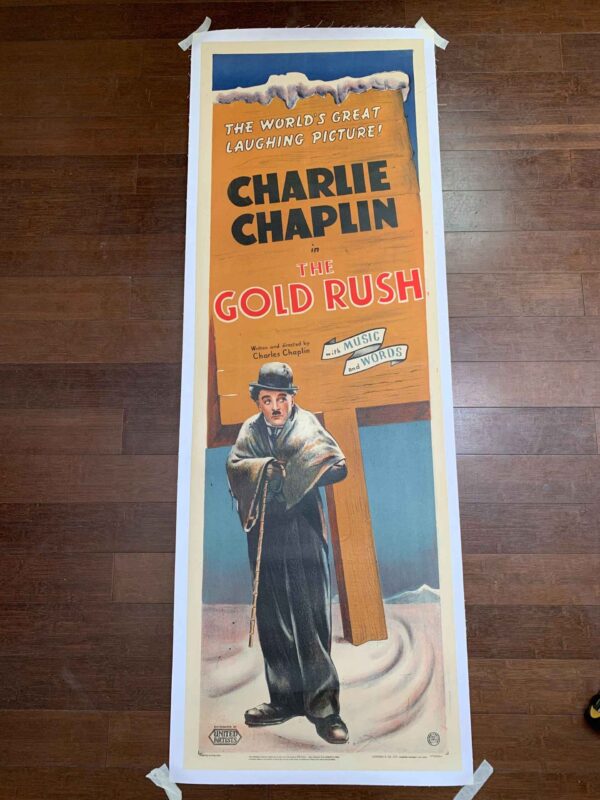 THE WORLD'S GREAT
LAUGHING PICTURE!
CHARLIE
CHAPLIN
in
THE
GOLD RUSH
Written and directed by
Charles Chaplin
with MUSIC
and WORDS
UNITED
ARTISTS